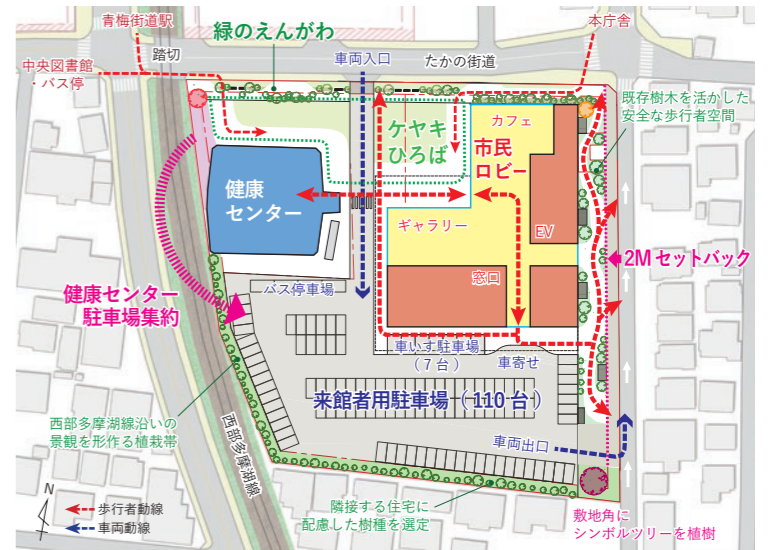 青梅街道駅
本庁舎
緑のえんがわ
踏切
車両入口
たかの街道
中央図書館
・バス停
既存樹木を活かした
安全な歩行者空間
カフェ
ケヤキ
ひろば
市民
ロビー
健康
センター
ギャラリー
EV
2Mセットバック
窓口
バス停車場
健康センター
駐車場集約
車いす駐車場
(7台)
車寄せ
来館者用駐車場(110台)
西部多摩湖線沿いの
景観を形作る植栽帯
西部多摩湖線
車両出口
隣接する住宅に
配慮した樹種を選定
敷地角に
シンボルツリーを植樹
N
歩行者動線
車両動線